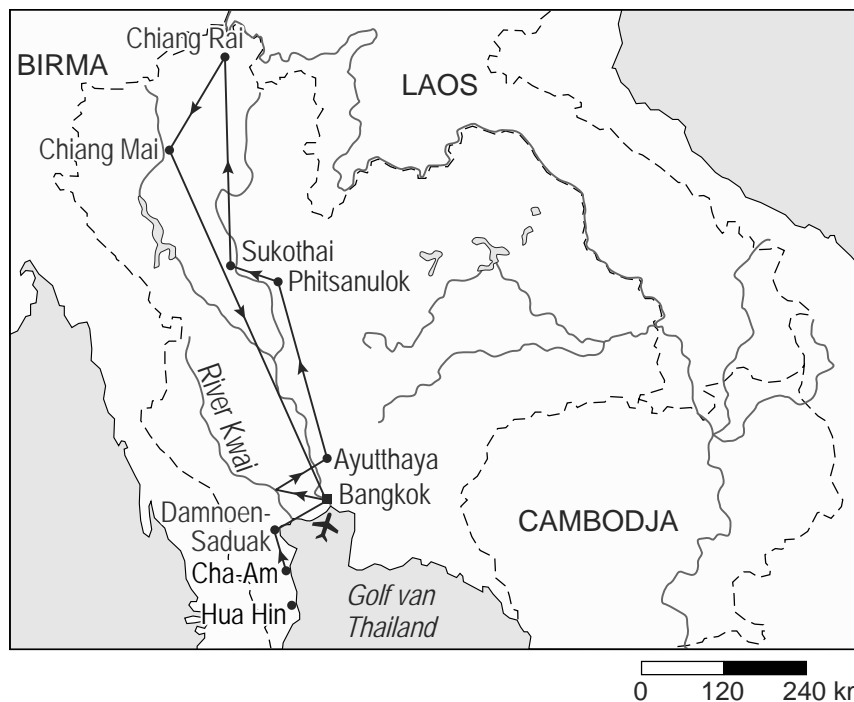 Chiang Rai
BIRMA
LAOS
Chiang Mai
Sukothai
Phitsanulok
River Kwai
Ayutthaya
Bangkok
Damnoen-
Saduak
CAMBODJA
Cha-Am
Hua Hin
Golf van
Thailand
0 120 240 km